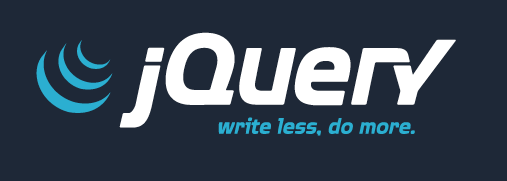 jQuery
write less, do more.